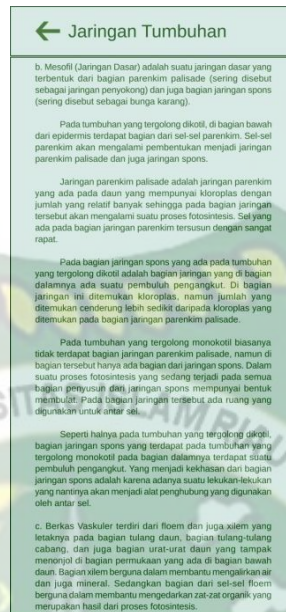 ← Jaringan Tumbuhan
b. Mesofil (Jaringan Dasar) adalah suatu jaringan dasar yang
terbentuk dari bagian parenkim palisade (sering disebut
sebagai jaringan penyokong) dan juga bagian jaringan spons
(sering disebut sebagai bunga karang).
Pada tumbuhan yang tergolong dikotil, di bagian bawah
dari epidermis terdapat bagian dari sel-sel parenkim. Sel-sel
parenkim akan mengalami pembentukan menjadi jaringan
parenkim palisade dan juga jaringan spons.
Jaringan parenkim palisade adalah jaringan parenkim
yang ada pada daun yang mempunyai kloroplas dengan
jumlah yang relatif banyak sehingga pada bagian jaringan
tersebut akan mengalami suatu proses fotosintesis. Sel yang
ada pada bagian jaringan parenkim tersusun dengan sangat
rapat.
Pada bagian jaringan spons yang ada pada tumbuhan
yang tergolong dikotil adalah bagian jaringan yang di bagian
dalamnya ada suatu pembuluh pengangkut. Di bagian
jaringan ini ditemukan kloroplas, namun jumlah yang
ditemukan cenderung lebih sedikit daripada kloroplas yang
ditemukan pada bagian jaringan parenkim palisade.
Pada tumbuhan yang tergolong monokotil biasanya
tidak terdapat bagian jaringan parenkim palisade, namun di
bagian tersebut hanya ada bagian dari spons. Dalam
suatu proses fotosintesis yang sedang terjadi pada semua
bagian penyusun dari jaringan spons mempunyai bentuk
membulat. Pada bagian jaringan tersebut ada ruang yang
digunakan untuk antar sel.
Seperti halnya pada tumbuhan yang tergolong dikotil,
bagian jaringan spons yang terdapat pada tumbuhan yang
tergolong monokotil pada bagian dalamnya terdapat suatu
pembuluh pengangkut. Yang menjadi kekhasan dari bagian
jaringan spons adalah karena adanya suatu lekukan-lekukan
yang nantinya akan menjadi alat penghubung yang digunakan
oleh antar sel.
c. Berkas Vaskuler terdiri dari floem dan juga xilem yang
letaknya pada bagian tulang daun, bagian tulang-tulang
cabang, dan juga bagian urat-urat daun yang tampak
menonjol di bagian permukaan yang ada di bagian bawah
daun. Bagian xilem berguna dalam membantu mengalirkan air
dan juga mineral. Sedangkan bagian dari sel-sel floem
berguna dalam membantu mengedarkan zat-zat organik yang
merupakan hasil dari proses fotosintesis.